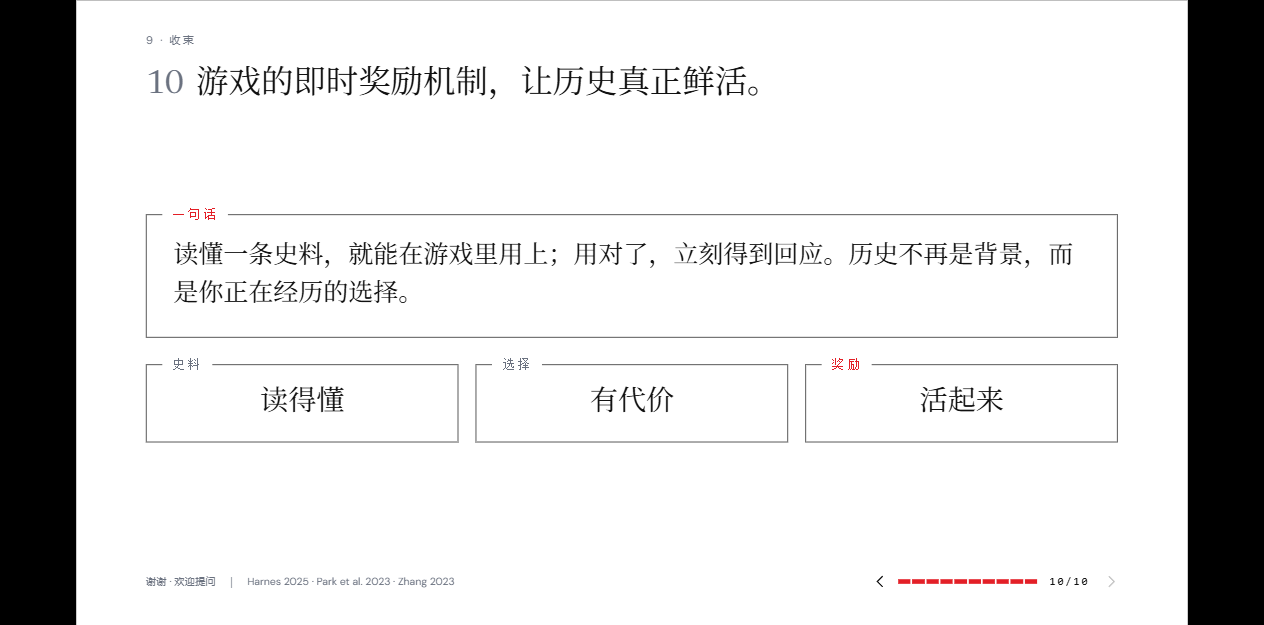 9 · 收束
10 游戏的即时奖励机制，让历史真正鲜活。
一句话
读懂一条史料，就能在游戏里用上；用对了，立刻得到回应。历史不再是背景，而
是你正在经历的选择。
史料
读得懂
选择
有代价
奖励
活起来
谢谢 · 欢迎提问 | Harnes 2025 · Park et al. 2023 · Zhang 2023
10/10